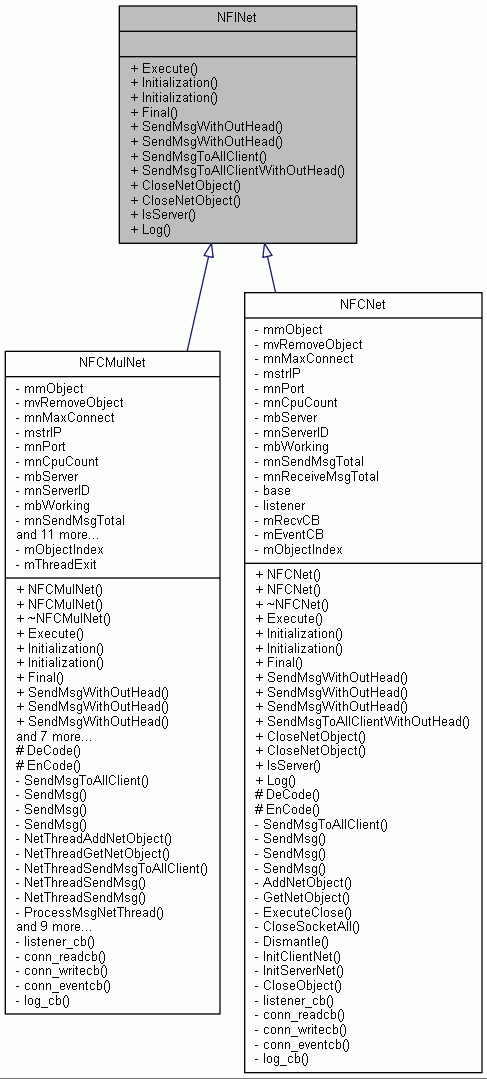 NFINet
+ Execute()
+ Initialization()
+ Initialization()
+ Final()
+ SendMsgWithOutHead()
+ SendMsgWithOutHead()
+ SendMsgToAllClient()
+ SendMsgToAllClientWithOutHead()
+ CloseNetObject()
+ CloseNetObject()
+ IsServer()
+ Log()
NFCMulNet
- mmObject
- mvRemoveObject
- mnMaxConnect
- mstrIP
- mnPort
- mnCpuCount
- mbServer
- mnServerID
- mbWorking
- mnSendMsgTotal
and 11 more...
- mObjectIndex
- mThreadExit
+ NFCMulNet()
+ NFCMulNet()
+ ~NFCMulNet()
+ Execute()
+ Initialization()
+ Initialization()
+ Final()
+ SendMsgWithOutHead()
+ SendMsgWithOutHead()
+ SendMsgWithOutHead()
and 7 more...
# DeCode()
# EnCode()
- SendMsgToAllClient()
- SendMsg()
- SendMsg()
- SendMsg()
- NetThreadAddNetObject()
- NetThreadGetNetObject()
- NetThreadSendMsgToAllClient()
- NetThreadSendMsg()
- NetThreadSendMsg()
- ProcessMsgNetThread()
and 9 more...
- listener_cb()
- conn_readcb()
- conn_writecb()
- conn_eventcb()
- log_cb()
NFCNet
- mmObject
- mvRemoveObject
- mnMaxConnect
- mstrIP
- mnPort
- mnCpuCount
- mbServer
- mnServerID
- mbWorking
- mnSendMsgTotal
- mnReceiveMsgTotal
- base
- listener
- mRecvCB
- mEventCB
- mObjectIndex
+ NFCNet()
+ NFCNet()
+ ~NFCNet()
+ Execute()
+ Initialization()
+ Initialization()
+ Final()
+ SendMsgWithOutHead()
+ SendMsgWithOutHead()
+ SendMsgWithOutHead()
+ SendMsgToAllClientWithOutHead()
+ CloseNetObject()
+ CloseNetObject()
+ IsServer()
+ Log()
# DeCode()
# EnCode()
- SendMsgToAllClient()
- SendMsg()
- SendMsg()
- SendMsg()
- AddNetObject()
- GetNetObject()
- ExecuteClose()
- CloseSocketAll()
- Dismantle()
- InitClientNet()
- InitServerNet()
- CloseObject()
- listener_cb()
- conn_readcb()
- conn_writecb()
- conn_eventcb()
- log_cb()